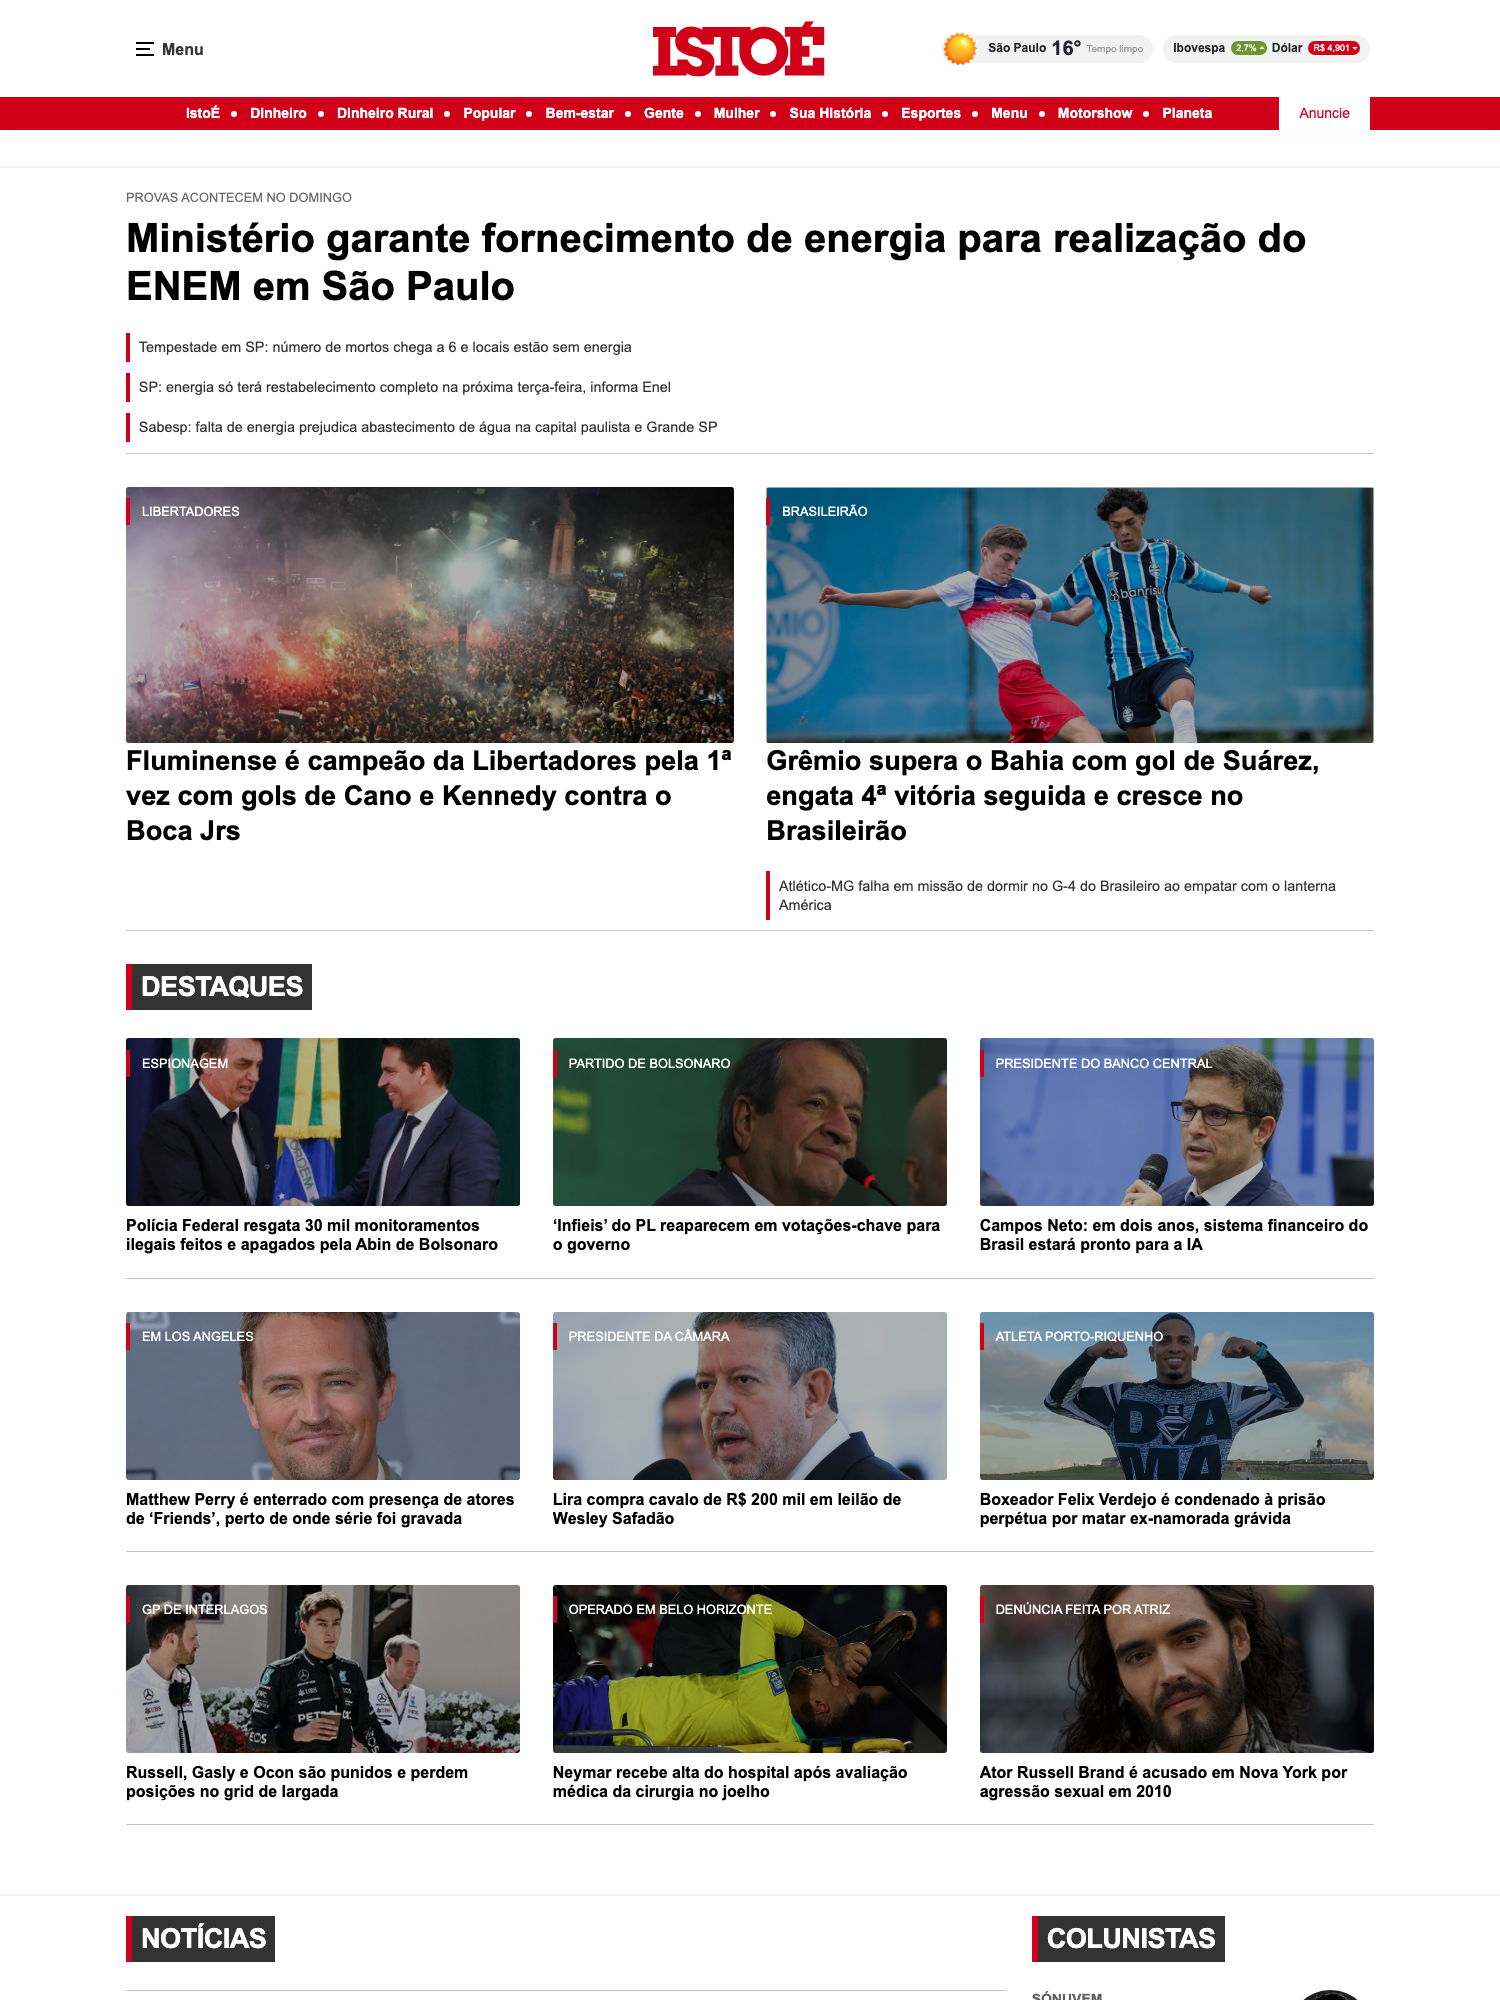 Menu
ISTOÉ
São Paulo 16° Tempo limpo
Ibovespa 2,7% Dólar R$ 4,901
IstoÉ • Dinheiro • Dinheiro Rural • Popular • Bem-estar • Gente • Mulher • Sua História • Esportes • Menu • Motorshow • Planeta
Anuncie
PROVAS ACONTECEM NO DOMINGO
Ministério garante fornecimento de energia para realização do
ENEM em São Paulo
Tempestade em SP: número de mortos chega a 6 e locais estão sem energia
SP: energia só terá restabelecimento completo na próxima terça-feira, informa Enel
Sabesp: falta de energia prejudica abastecimento de água na capital paulista e Grande SP
LIBERTADORES
Fluminense é campeão da Libertadores pela 1ª
vez com gols de Cano e Kennedy contra o
Boca Jrs
BRASILEIRÃO
banrisul
Grêmio supera o Bahia com gol de Suárez,
engata 4ª vitória seguida e cresce no
Brasileirão
Atlético-MG falha em missão de dormir no G-4 do Brasileiro ao empatar com o lanterna
América
DESTAQUES
ESPIONAGEM
ORDEM
Polícia Federal resgata 30 mil monitoramentos
ilegais feitos e apagados pela Abin de Bolsonaro
PARTIDO DE BOLSONARO
‘Infieis’ do PL reaparecem em votações-chave para
o governo
PRESIDENTE DO BANCO CENTRAL
Campos Neto: em dois anos, sistema financeiro do
Brasil estará pronto para a IA
EM LOS ANGELES
Matthew Perry é enterrado com presença de atores
de ‘Friends’, perto de onde série foi gravada
PRESIDENTE DA CÂMARA
Lira compra cavalo de R$ 200 mil em leilão de
Wesley Safadão
ATLETA PORTO-RIQUENHO
Boxeador Felix Verdejo é condenado à prisão
perpétua por matar ex-namorada grávida
GP DE INTERLAGOS
8
Russell, Gasly e Ocon são punidos e perdem
posições no grid de largada
OPERADO EM BELO HORIZONTE
Neymar recebe alta do hospital após avaliação
médica da cirurgia no joelho
DENÚNCIA FEITA POR ATRIZ
Ator Russell Brand é acusado em Nova York por
agressão sexual em 2010
NOTÍCIAS
COLUNISTAS
SÓNUVEM